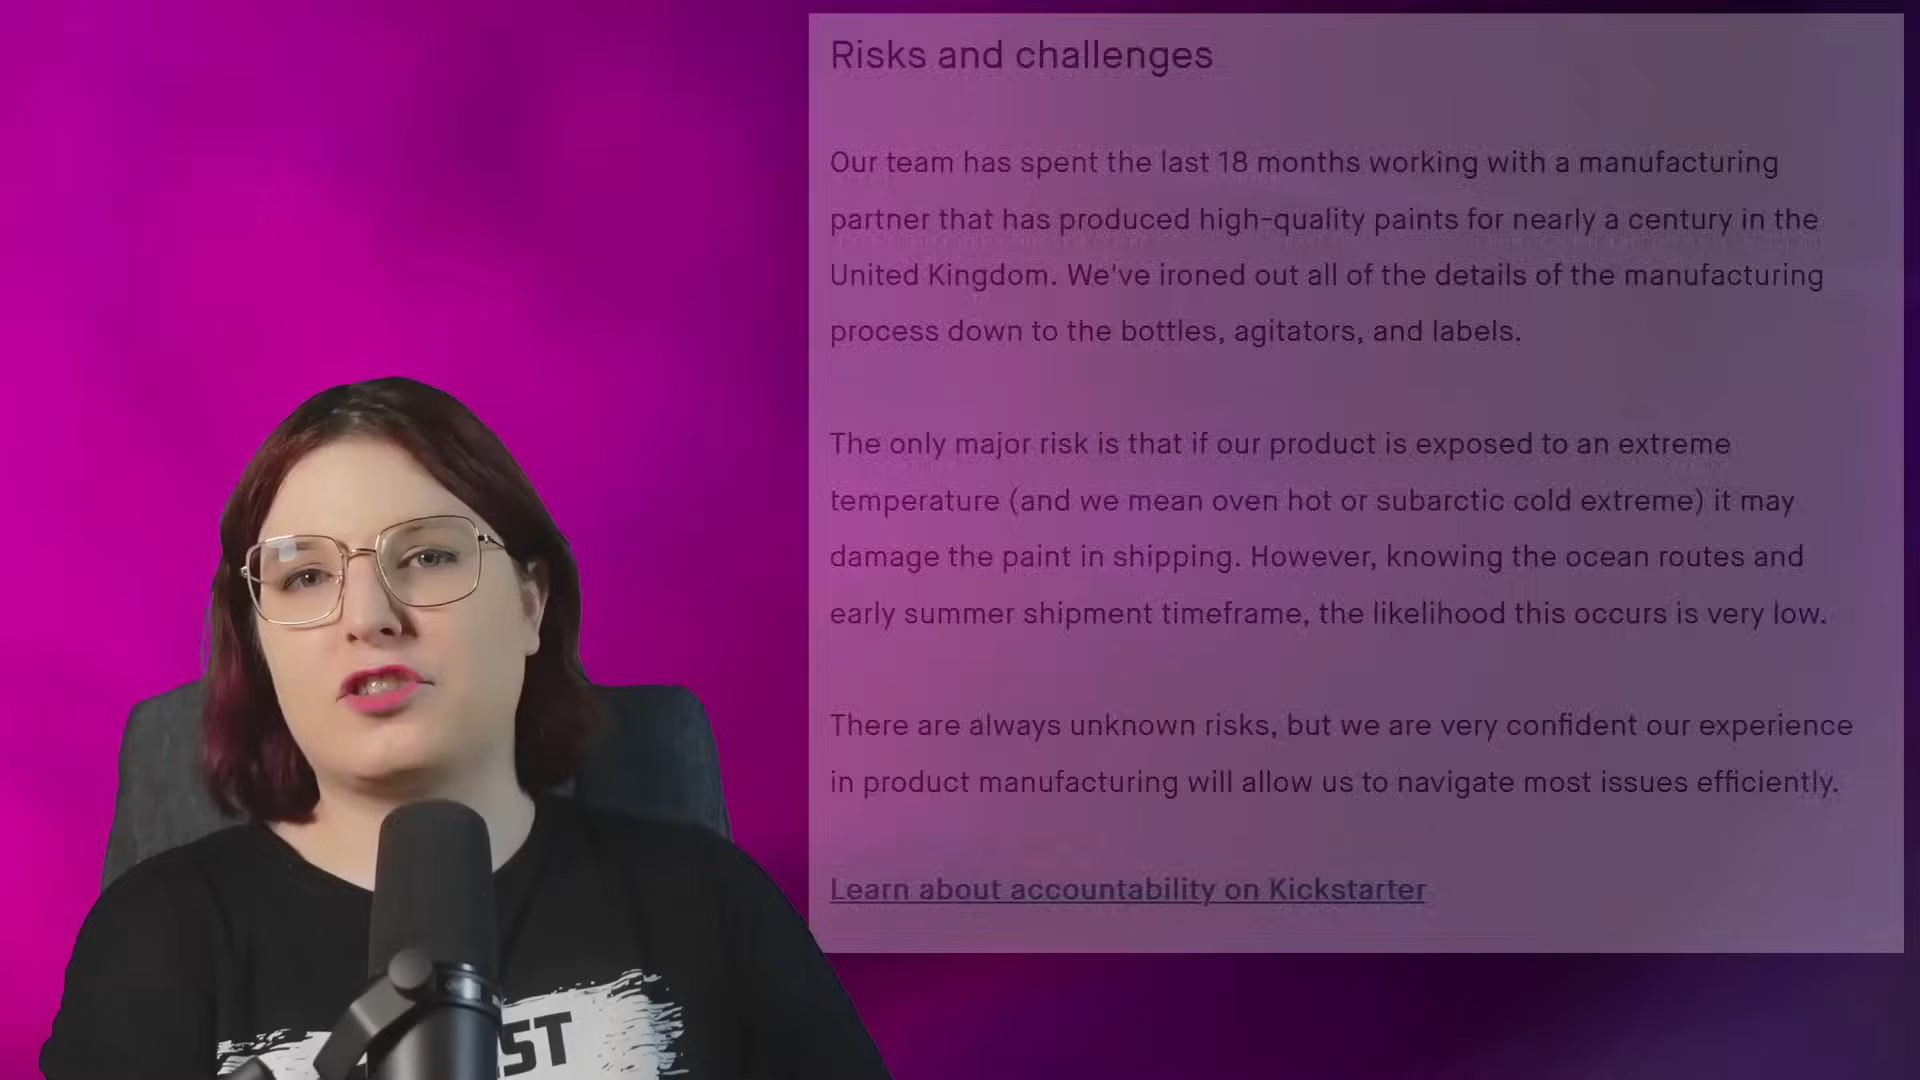 Risks and challenges
Our team has spent the last 18 months working with a manufacturing
partner that has produced high-quality paints for nearly a century in the
United Kingdom. We've ironed out all of the details of the manufacturing
process down to the bottles, agitators, and labels.
The only major risk is that if our product is exposed to an extreme
temperature (and we mean oven hot or subarctic cold extreme) it may
damage the paint in shipping. However, knowing the ocean routes and
early summer shipment timeframe, the likelihood this occurs is very low.
There are always unknown risks, but we are very confident our experience
in product manufacturing will allow us to navigate most issues efficiently.
Learn about accountability on Kickstarter